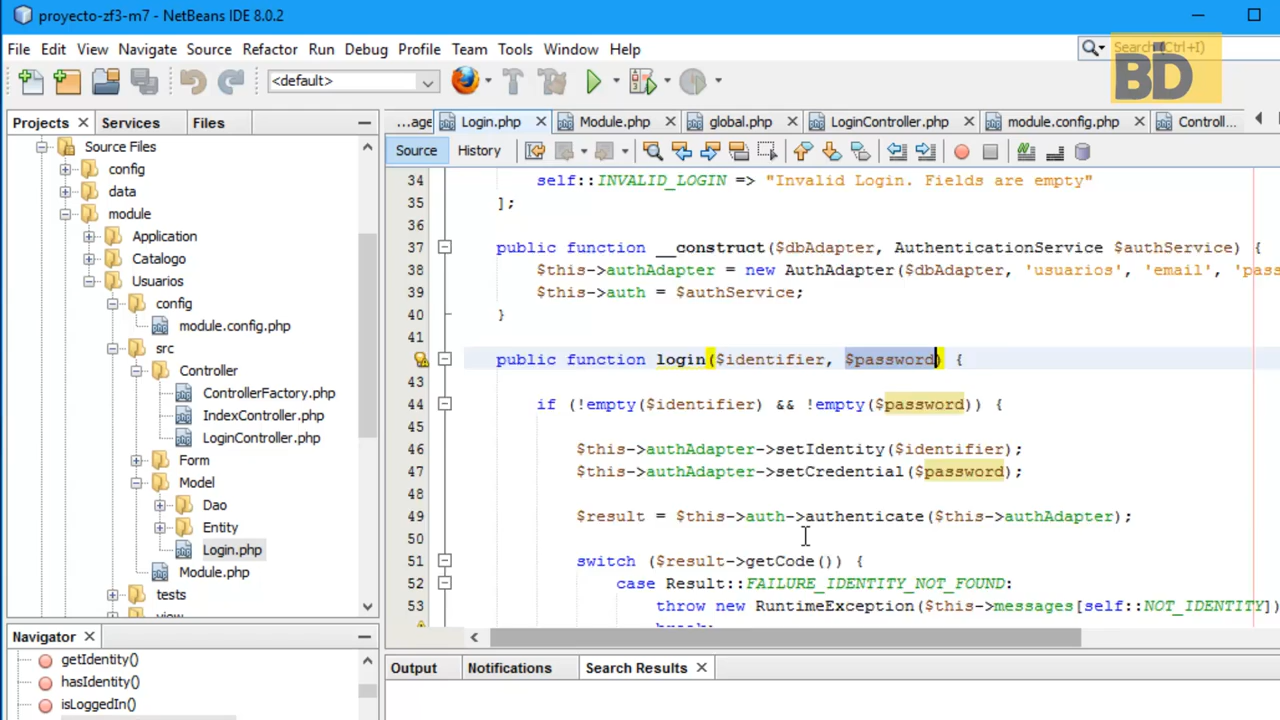 proyecto-zf3-m7 - NetBeans IDE 8.0.2
File Edit View Navigate Source Refactor Run Debug Profile Team Tools Window Help
Search (Ctrl+I)
BD
<default>
Projects Services Files
...age Login.php Module.php global.php LoginController.php module.config.php Controll...
Source History
Source Files
config
data
module
Application
Catalogo
Usuarios
config
module.config.php
src
Controller
ControllerFactory.php
IndexController.php
LoginController.php
Form
Model
Dao
Entity
Login.php
Module.php
tests
view
34 self::INVALID_LOGIN => "Invalid Login. Fields are empty"
35 ];
36
37 public function __construct($dbAdapter, AuthenticationService $authService) {
38 $this->authAdapter = new AuthAdapter($dbAdapter, 'usuarios', 'email', 'pass
39 $this->auth = $authService;
40 }
41
public function login($identifier, $password) {
43
44 if (!empty($identifier) && !empty($password)) {
45
46 $this->authAdapter->setIdentity($identifier);
47 $this->authAdapter->setCredential($password);
48
49 $result = $this->auth->authenticate($this->authAdapter);
50
51 switch ($result->getCode()) {
52 case Result::FAILURE_IDENTITY_NOT_FOUND:
53 throw new RuntimeException($this->messages[self::NOT_IDENTITY])
break;
Navigator
getIdentity()
hasIdentity()
isLoggedIn()
Output Notifications Search Results